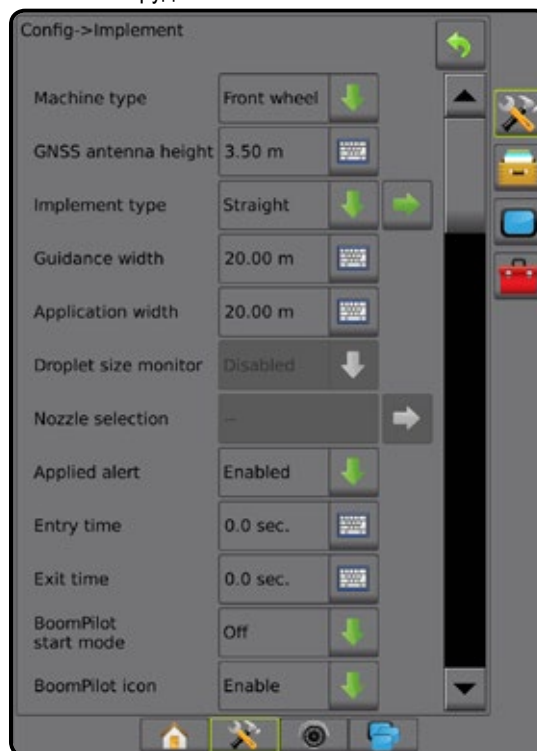 Config->Implement
Machine type Front wheel
GNSS antenna height 3.50 m
Implement type Straight
Guidance width 20.00 m
Application width 20.00 m
Droplet size monitor Disabled
Nozzle selection --
Applied alert Enabled
Entry time 0.0 sec.
Exit time 0.0 sec.
BoomPilot
start mode Off
BoomPilot icon Enable